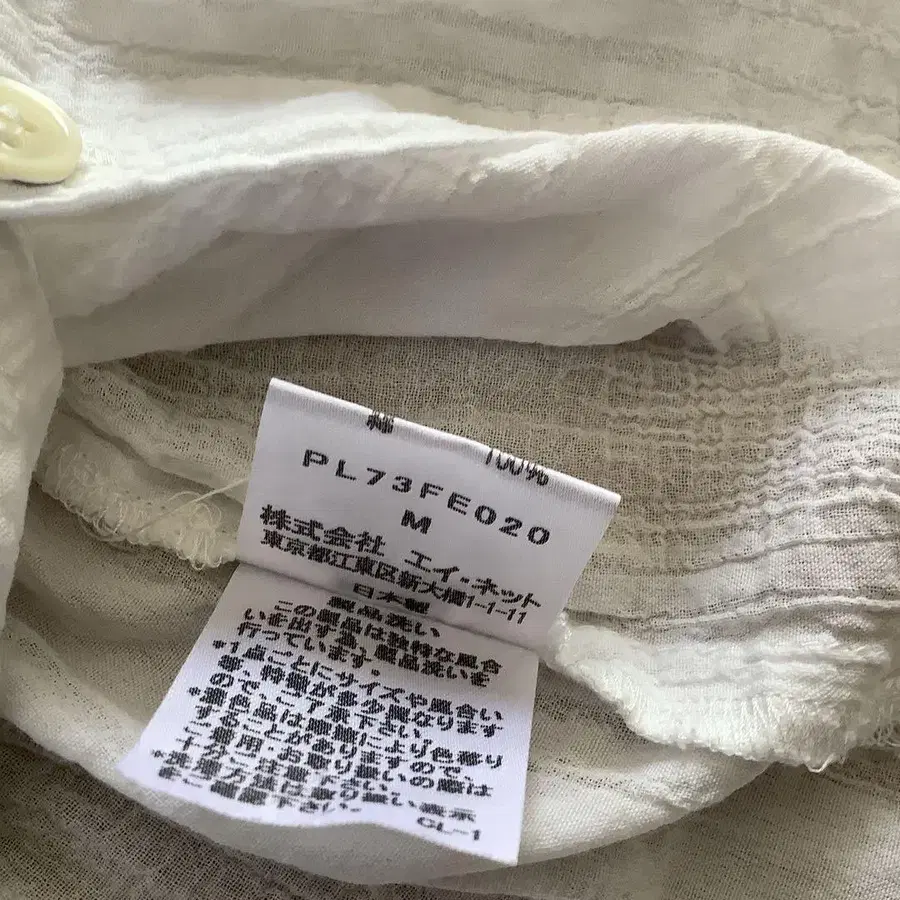 綿 100%
PL73FE020
M
株式会社 エイ・ネット
東京都江東区新大橋1-1-11
日本製
製品洗い
この製品は独特な風合
いを出す為、製品洗いを
行っています。
*1点ごとにサイズや風合い
等、特徴が多少異なります
ので、ご了承下さい。
*濃色品は摩擦により色移り
することがありますので、
ご着用・お取り扱いの際は
十分ご注意下さい。
*洗濯方法は取り扱い表示
をご確認下さい。
CL-1